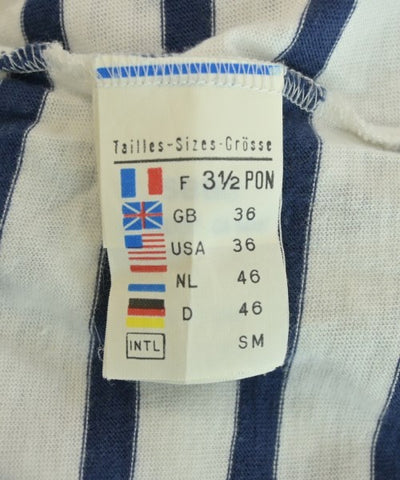 Tailles-Sizes-Grösse
F 3½ PON
GB 36
USA 36
NL 46
D 46
INTL SM